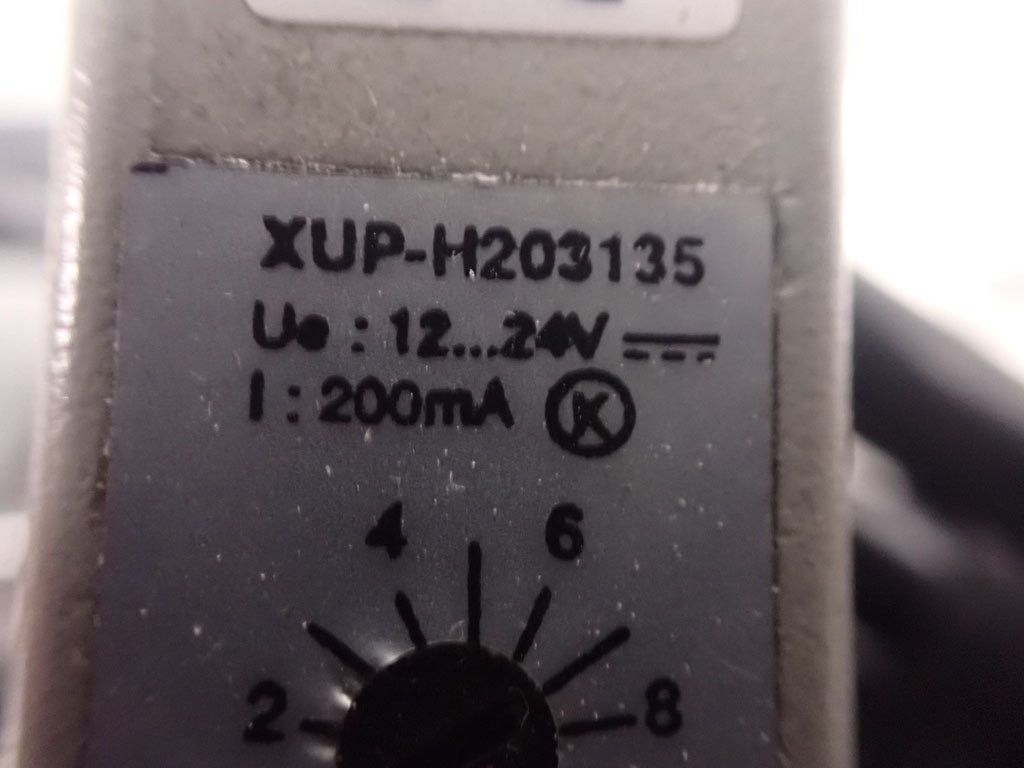 XUP-H203135
Ue : 12...24V ⎓
I : 200mA Ⓚ
4 6
2 8